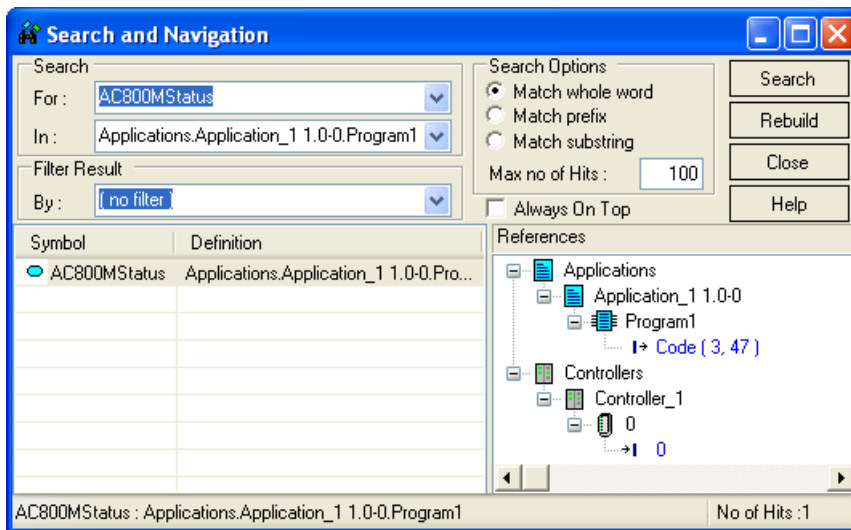 Search and Navigation
Search
For :
AC800MStatus
In :
Applications.Application_1 1.0-0.Program1
Filter Result
By :
( no filter )
Search Options
Match whole word
Match prefix
Match substring
Max no of Hits :
100
Always On Top
Search
Rebuild
Close
Help
Symbol
Definition
AC800MStatus
Applications.Application_1 1.0-0.Pro...
References
Applications
Application_1 1.0-0
Program1
Code ( 3, 47 )
Controllers
Controller_1
0
0
AC800MStatus : Applications.Application_1 1.0-0.Program1
No of Hits :1